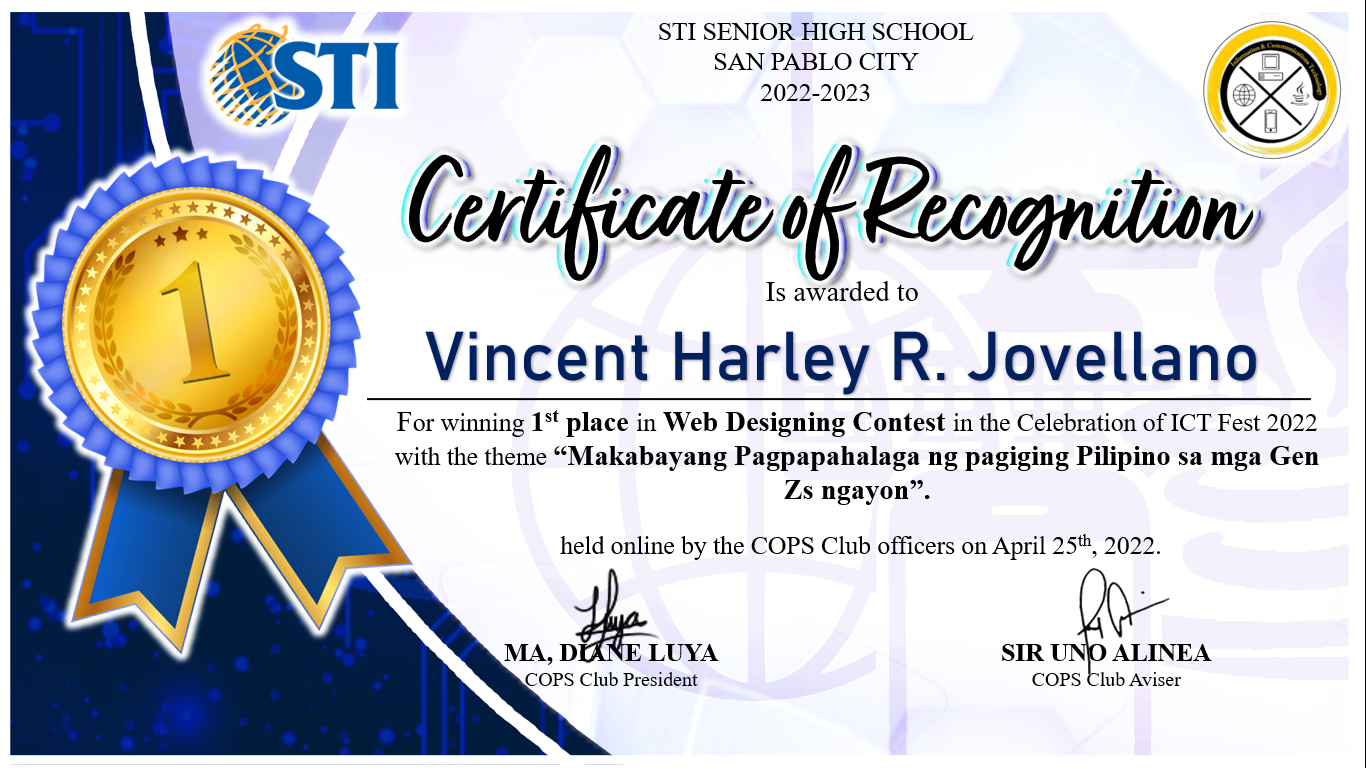 STI
STI SENIOR HIGH SCHOOL
SAN PABLO CITY
2022-2023
Information & Communications Technology
Certificate of Recognition
Is awarded to
1
Vincent Harley R. Jovellano
For winning 1st place in Web Designing Contest in the Celebration of ICT Fest 2022
with the theme “Makabayang Pagpapahalaga ng pagiging Pilipino sa mga Gen
Zs ngayon”.
held online by the COPS Club officers on April 25th, 2022.
MA, DIANE LUYA
COPS Club President
SIR UNO ALINEA
COPS Club Aviser